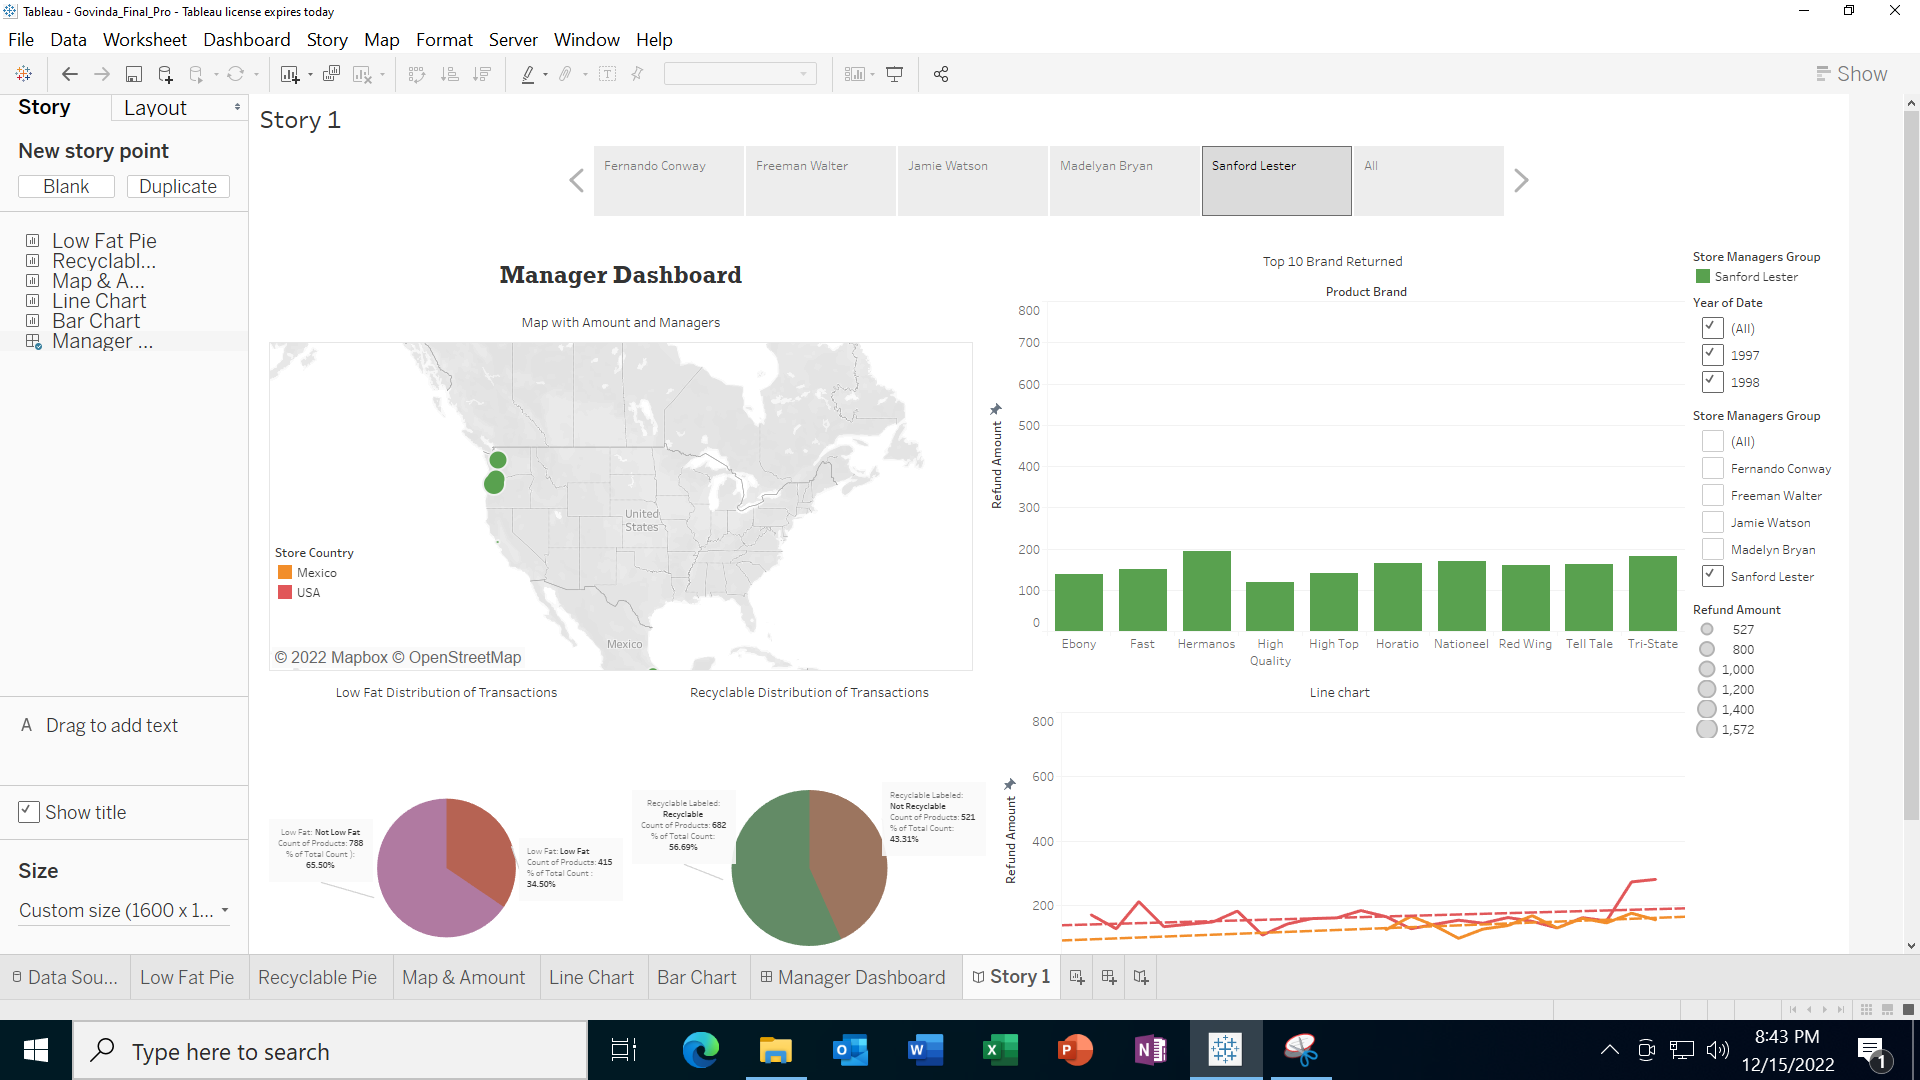 Tableau - Govinda_Final_Pro - Tableau license expires today
File Data Worksheet Dashboard Story Map Format Server Window Help
Show
Story Layout
New story point
Blank Duplicate
Low Fat Pie
Recyclabl...
Map & A...
Line Chart
Bar Chart
Manager ...
A Drag to add text
Show title
Size
Custom size (1600 x 1...
Story 1
Fernando Conway
Freeman Walter
Jamie Watson
Madelyan Bryan
Sanford Lester
All
Manager Dashboard
Map with Amount and Managers
United
States
Mexico
Store Country
Mexico
USA
© 2022 Mapbox © OpenStreetMap
Top 10 Brand Returned
Product Brand
Refund Amount
800
700
600
500
400
300
200
100
0
Ebony
Fast
Hermanos
High
Quality
High Top
Horatio
Nationeel
Red Wing
Tell Tale
Tri-State
Store Managers Group
Sanford Lester
Year of Date
(All)
1997
1998
Store Managers Group
(All)
Fernando Conway
Freeman Walter
Jamie Watson
Madelyn Bryan
Sanford Lester
Refund Amount
527
800
1,000
1,200
1,400
1,572
Low Fat Distribution of Transactions
Low Fat: Not Low Fat
Count of Products: 788
% of Total Count ):
65.50%
Low Fat: Low Fat
Count of Products: 415
% of Total Count :
34.50%
Recyclable Distribution of Transactions
Recyclable Labeled:
Recyclable
Count of Products: 682
% of Total Count:
56.69%
Recyclable Labeled:
Not Recyclable
Count of Products: 521
% of Total Count:
43.31%
Line chart
Refund Amount
800
600
400
200
Data Sou... Low Fat Pie Recyclable Pie Map & Amount Line Chart Bar Chart Manager Dashboard Story 1
Type here to search
8:43 PM
12/15/2022
1